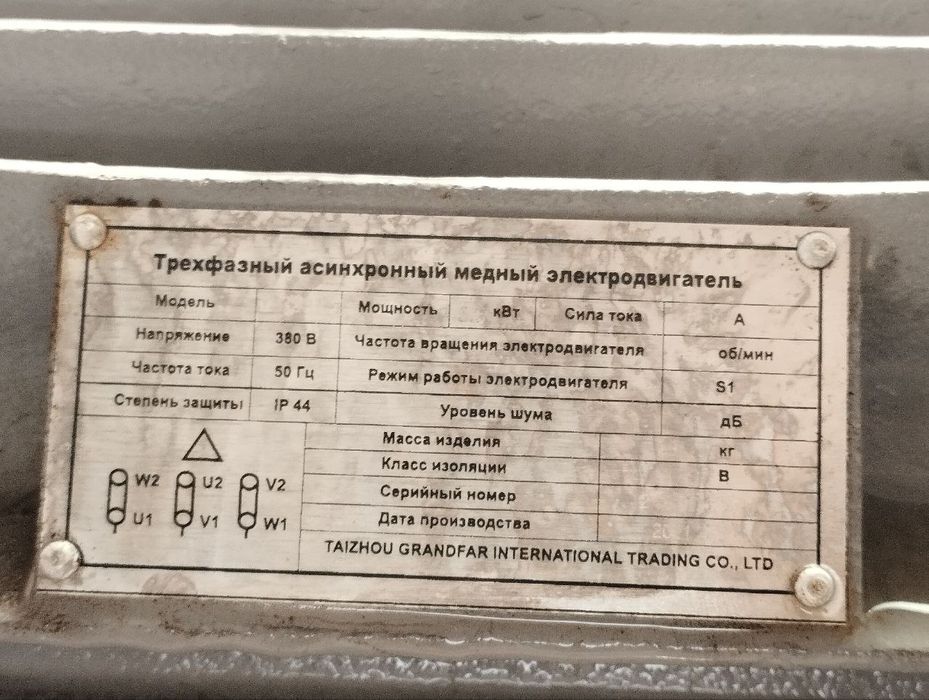 Трехфазный асинхронный медный электродвигатель
Модель Мощность кВт Сила тока А
Напряжение 380 В Частота вращения электродвигателя об/мин
Частота тока 50 Гц Режим работы электродвигателя S1
Степень защиты IP 44 Уровень шума дБ
Масса изделия кг
Класс изоляции В
Серийный номер
Дата производства
W2 U2 V2
U1 V1 W1
TAIZHOU GRANDFAR INTERNATIONAL TRADING CO., LTD